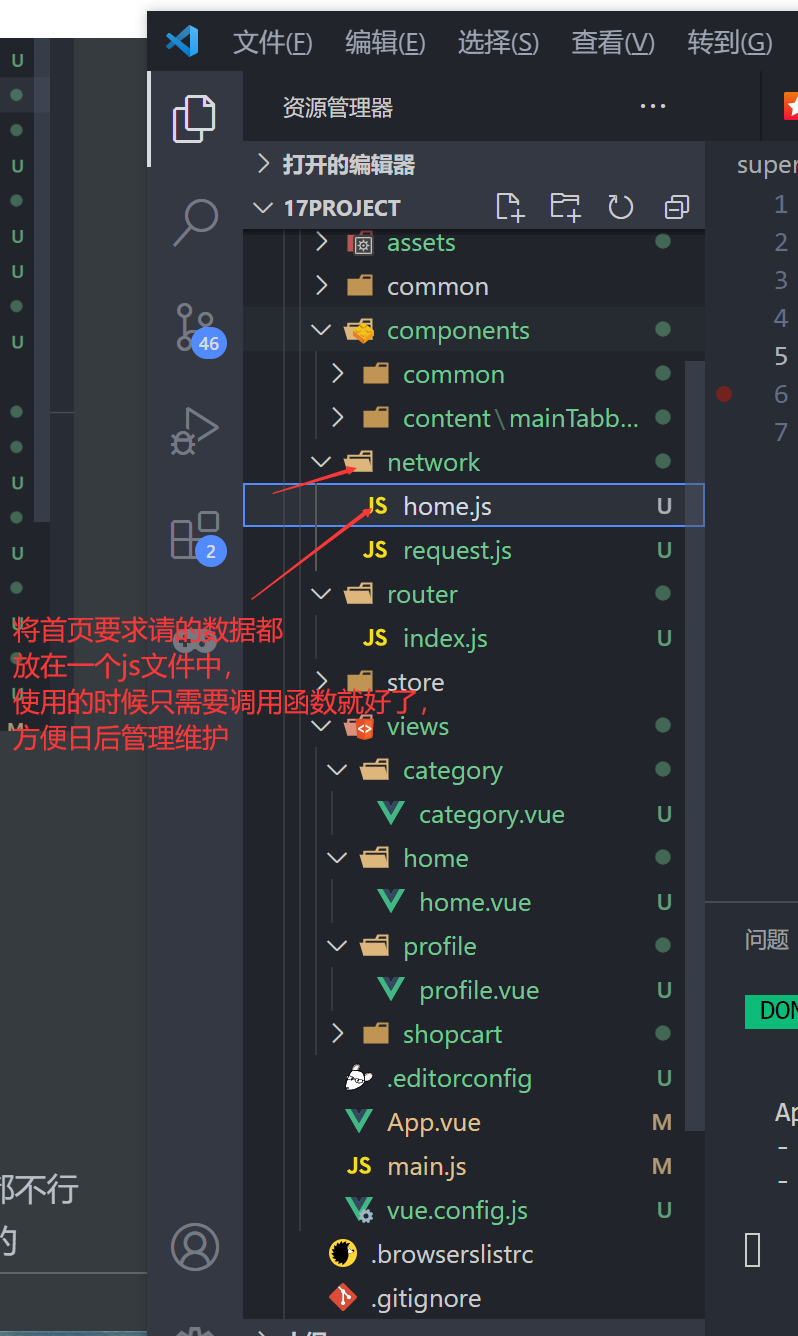 文件(F) 编辑(E) 选择(S) 查看(V) 转到(G)
资源管理器 ···
打开的编辑器
17PROJECT
assets
common
components
common
content\mainTabb...
network
JS home.js U
JS request.js U
router
JS index.js U
store
views
category
category.vue U
home
home.vue U
profile
profile.vue U
shopcart
.editorconfig U
App.vue M
JS main.js M
vue.config.js U
.browserslistrc
.gitignore
46
2
将首页要求请的数据都
放在一个js文件中，
使用的时候只需要调用函数就好了，
方便日后管理维护
U
U
U
U
U
U
U
U
U
M
都不行
的
super
1
2
3
4
5
6
7
问题
DON
Ap
-
-